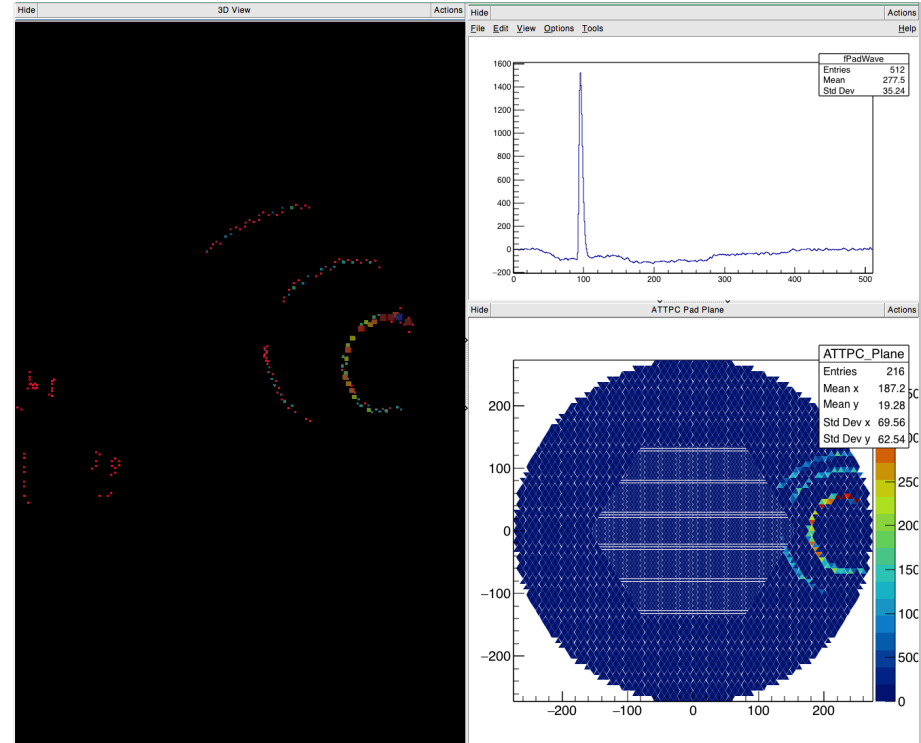 Hide 3D View Actions
Hide Actions
File Edit View Options Tools Help
fPadWave
Entries 512
Mean 277.5
Std Dev 35.24
1600
1400
1200
1000
800
600
400
200
0
−200
0 100 200 300 400 500
Hide ATTPC Pad Plane Actions
ATTPC_Plane
Entries 216
Mean x 187.2
Mean y 19.28
Std Dev x 69.56
Std Dev y 62.54
200
100
0
−100
−200
−200 −100 0 100 200
250
200
150
100
500
0